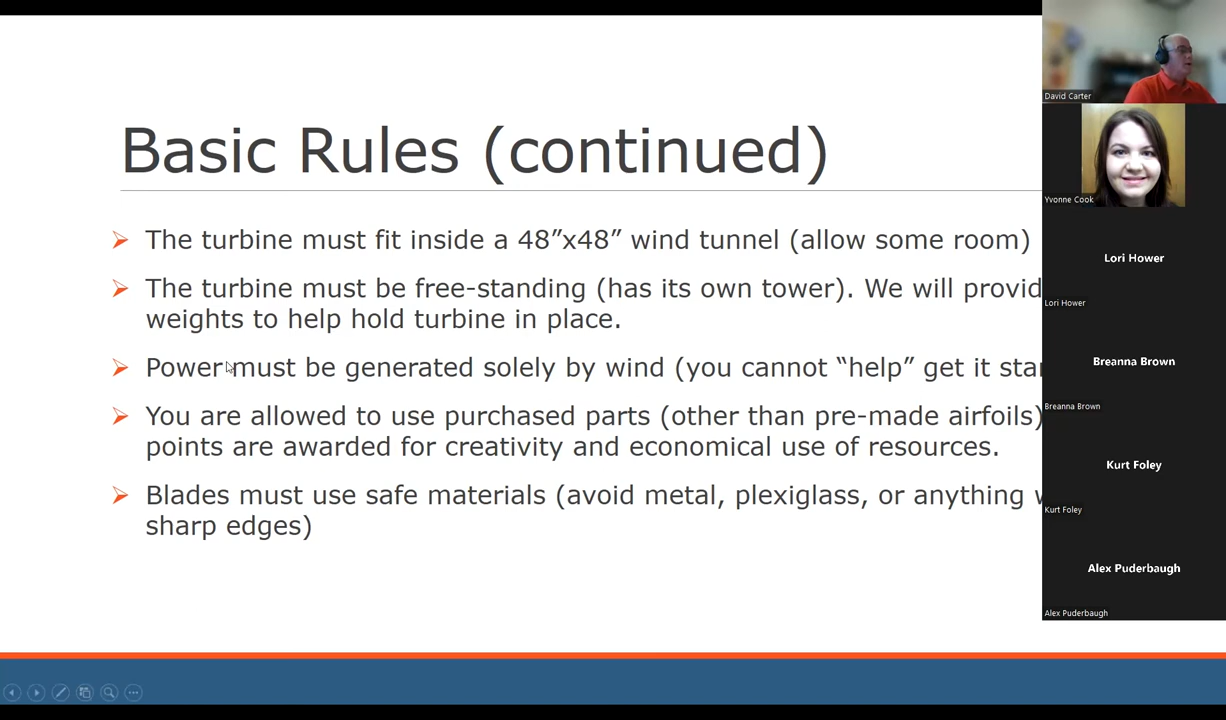 Basic Rules (continued)
The turbine must fit inside a 48”x48” wind tunnel (allow some room)
The turbine must be free-standing (has its own tower). We will provid
weights to help hold turbine in place.
Power must be generated solely by wind (you cannot “help” get it star
You are allowed to use purchased parts (other than pre-made airfoils)
points are awarded for creativity and economical use of resources.
Blades must use safe materials (avoid metal, plexiglass, or anything w
sharp edges)
David Carter
Yvonne Cook
Lori Hower
Lori Hower
Breanna Brown
Breanna Brown
Kurt Foley
Kurt Foley
Alex Puderbaugh
Alex Puderbaugh